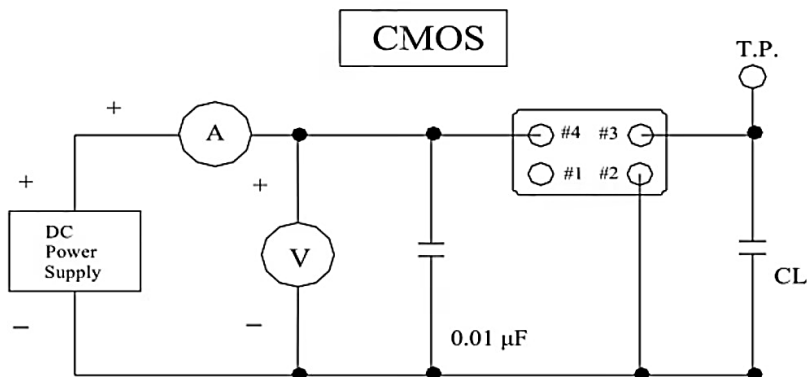 CMOS
T.P.
+
A
#4 #3
+
+
#1 #2
DC
Power
Supply
V
CL
−
−
0.01 μF